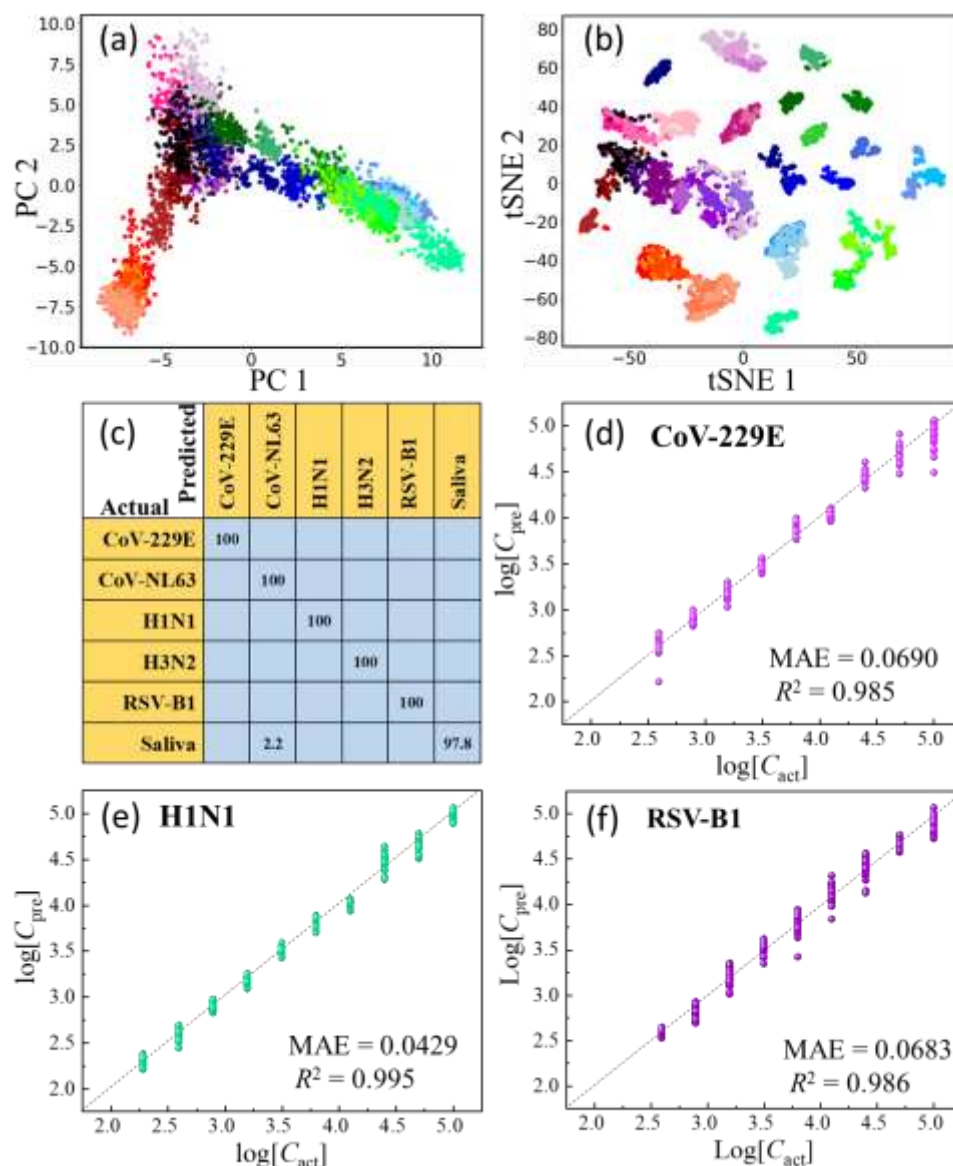 (a)
10.0
7.5
5.0
2.5
0.0
−2.5
−5.0
−7.5
−10.0
PC 2
−5 0 5 10
PC 1
(b)
80
60
40
20
0
−20
−40
−60
−80
tSNE 2
−50 0 50
tSNE 1
(c)
Predicted
Actual
CoV-229E
CoV-NL63
H1N1
H3N2
RSV-B1
Saliva
CoV-229E 100
CoV-NL63 100
H1N1 100
H3N2 100
RSV-B1 100
Saliva 2.2 97.8
(d) CoV-229E
5.0
4.5
4.0
3.5
3.0
2.5
2.0
log[Cpre]
MAE = 0.0690
R² = 0.985
2.0 2.5 3.0 3.5 4.0 4.5 5.0
log[Cact]
(e) H1N1
5.0
4.5
4.0
3.5
3.0
2.5
2.0
log[Cpre]
MAE = 0.0429
R² = 0.995
2.0 2.5 3.0 3.5 4.0 4.5 5.0
log[Cact]
(f) RSV-B1
5.0
4.5
4.0
3.5
3.0
2.5
2.0
Log[Cpre]
MAE = 0.0683
R² = 0.986
2.0 2.5 3.0 3.5 4.0 4.5 5.0
Log[Cact]